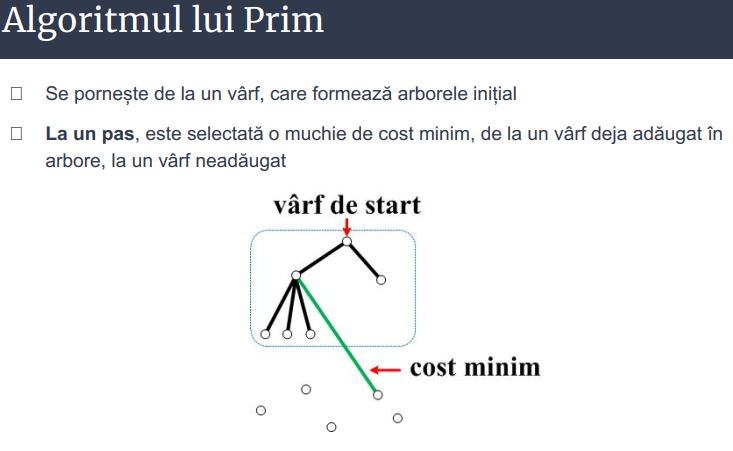 Algoritmul lui Prim
Se pornește de la un vârf, care formează arborele inițial
La un pas, este selectată o muchie de cost minim, de la un vârf deja adăugat în
arbore, la un vârf neadăugat
vârf de start
cost minim